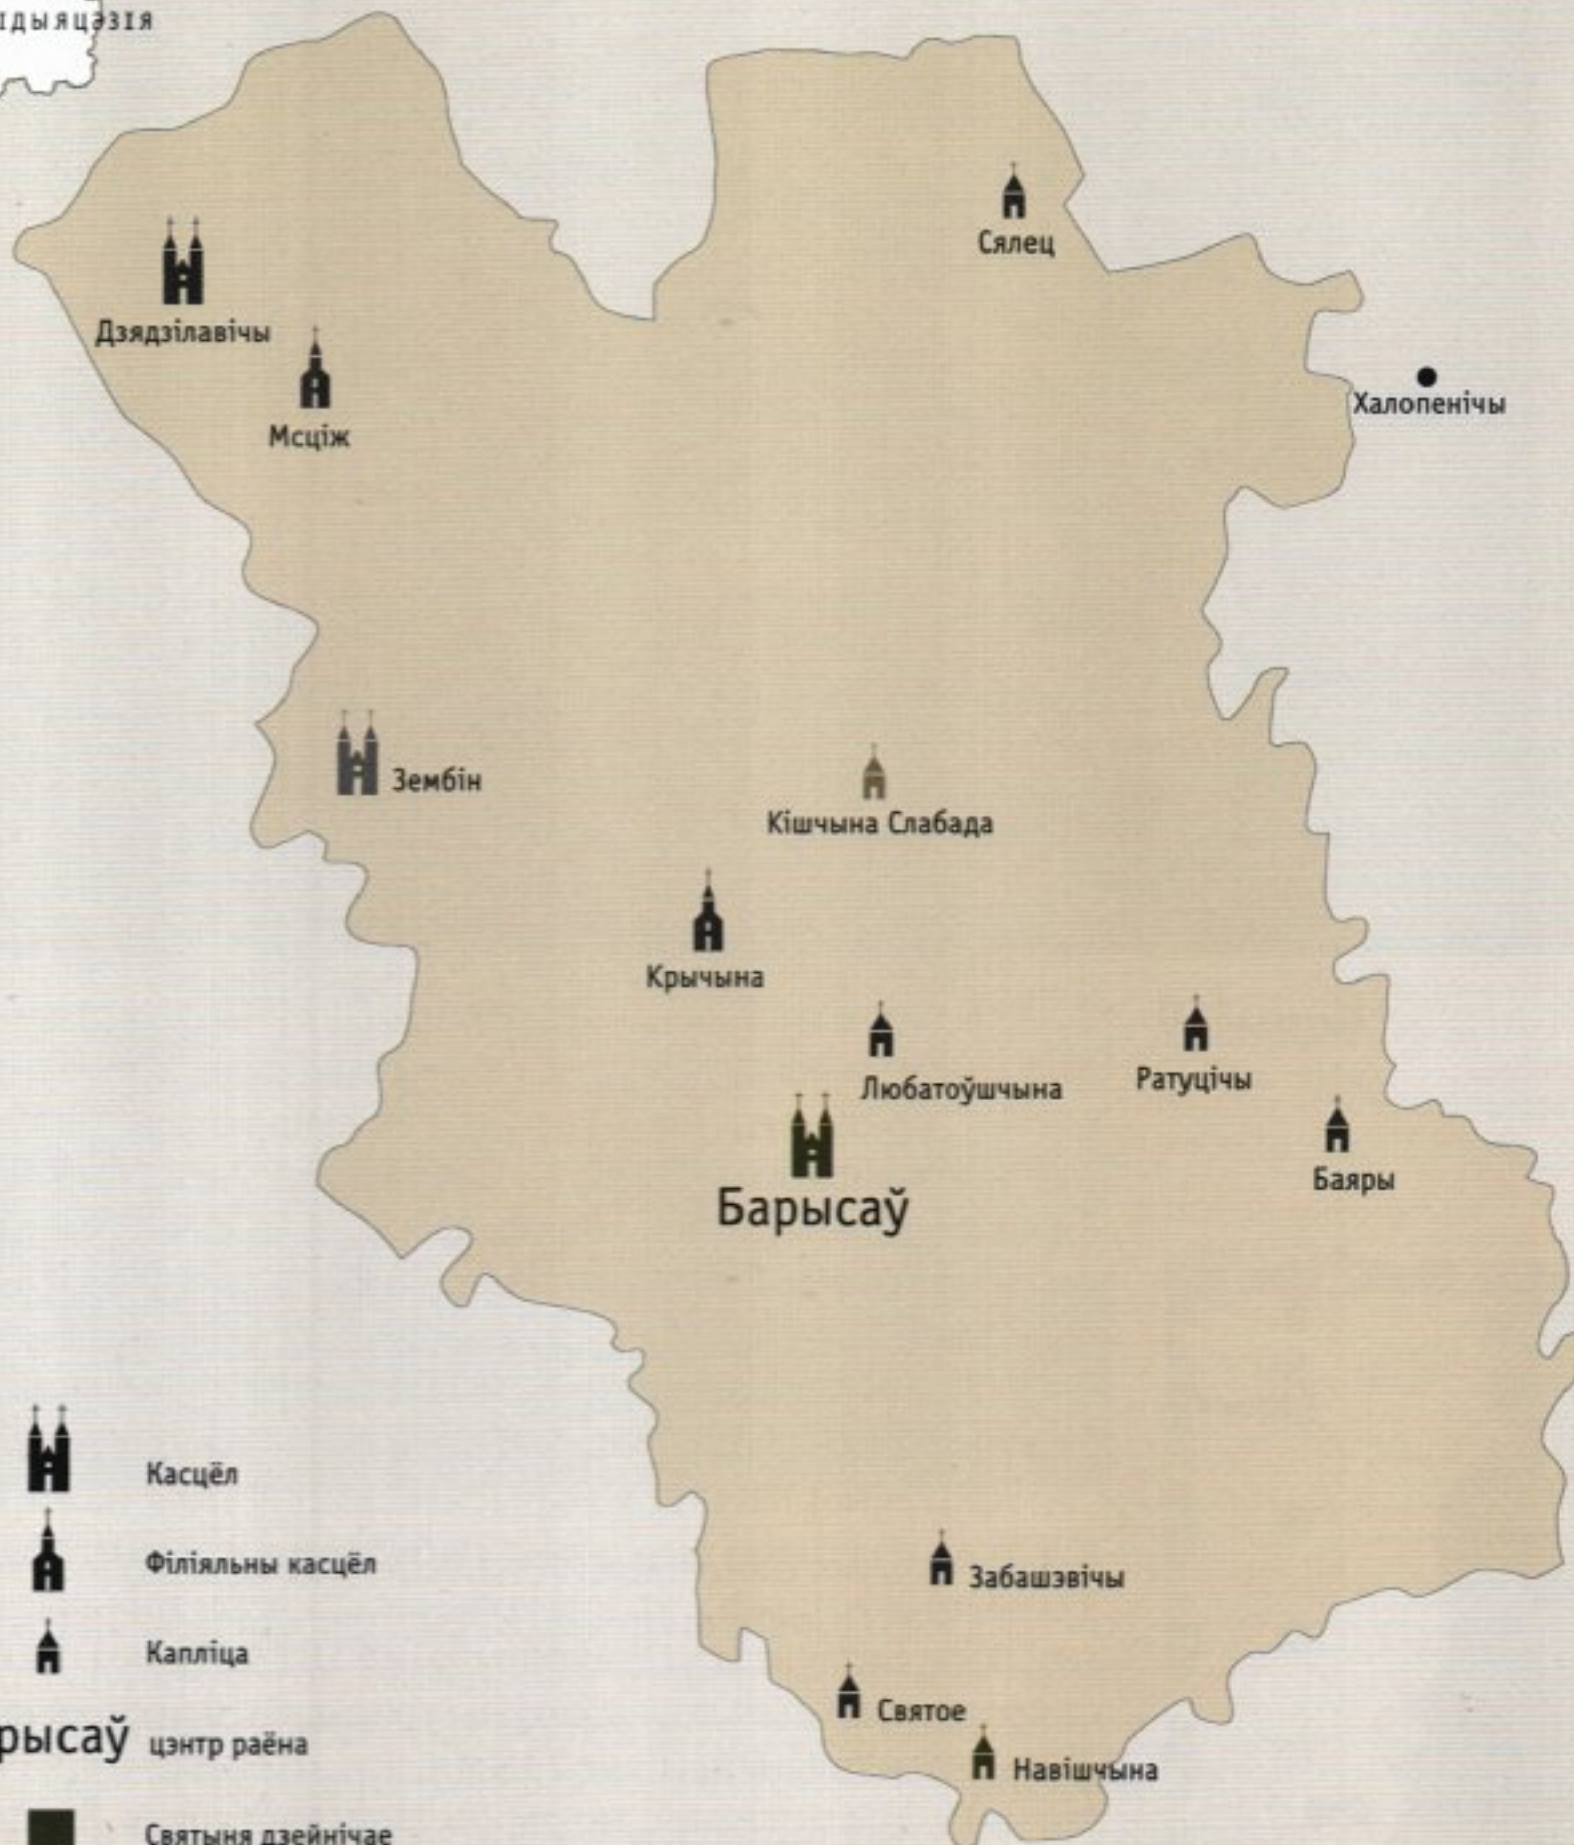 Сялец
Дзядзілавічы
Халопенічы
Мсціж
Зембін
Кішчына Слабада
Крычына
Любатоўшчына
Ратуцічы
Баяры
Барысаў
Касцёл
Філіяльны касцёл
Забашэвічы
Капліца
Святое
рысаў цэнтр раёна
Навішчына
Святыня дзейнічае